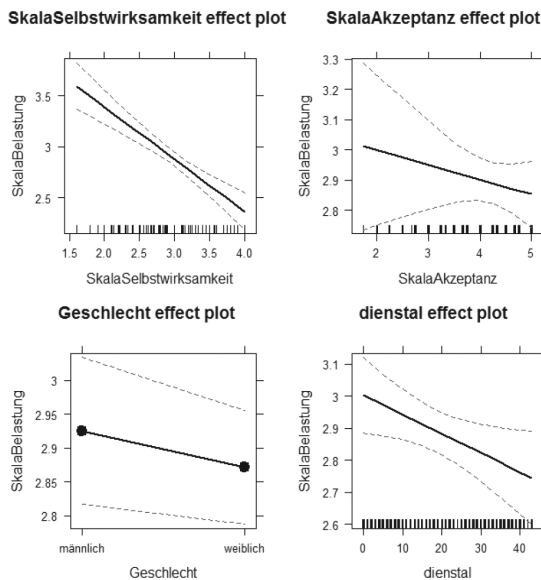 SkalaSelbstwirksamkeit effect plot
SkalaBelastung
3.5
3
2.5
1.5 2.0 2.5 3.0 3.5 4.0
SkalaSelbstwirksamkeit
SkalaAkzeptanz effect plot
SkalaBelastung
3.3
3.2
3.1
3
2.9
2.8
2 3 4 5
SkalaAkzeptanz
Geschlecht effect plot
SkalaBelastung
3
2.95
2.9
2.85
2.8
männlich weiblich
Geschlecht
dienstal effect plot
SkalaBelastung
3.1
3
2.9
2.8
2.7
2.6
0 10 20 30 40
dienstal